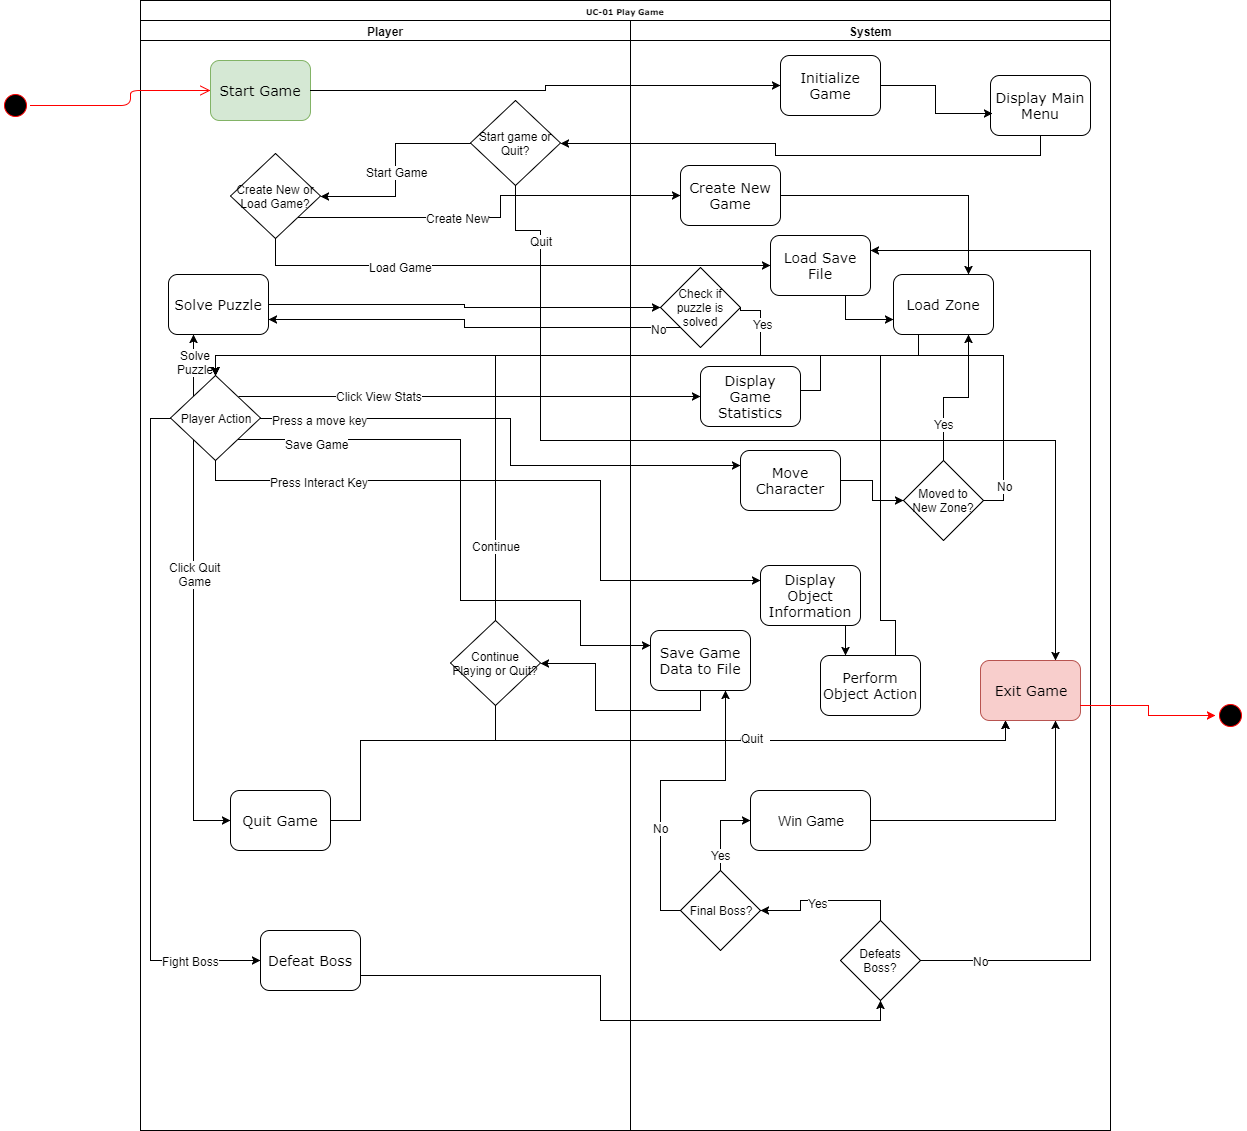 UC-01 Play Game
Player
System
Start Game
Initialize
Game
Display Main
Menu
Start game or
Quit?
Start Game
Create New or
Load Game?
Create New
Create New
Game
Quit
Load Game
Load Save
File
Solve Puzzle
Check if
puzzle is
solved
Load Zone
No
Yes
Solve
Puzzle
Click View Stats
Display
Game
Statistics
Player Action
Press a move key
Yes
Save Game
Press Interact Key
Move
Character
Moved to
New Zone?
No
Continue
Click Quit
Game
Display
Object
Information
Continue
Playing or Quit?
Save Game
Data to File
Perform
Object Action
Exit Game
Quit
Quit Game
No
Win Game
Yes
Final Boss?
Yes
Fight Boss
Defeat Boss
Defeats
Boss?
No